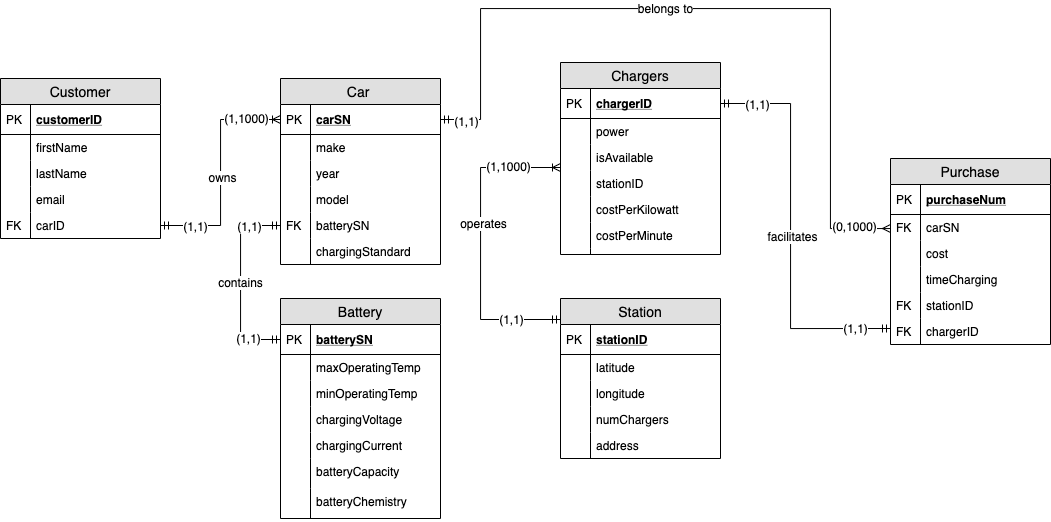 belongs to
Customer
PK customerID
firstName
lastName
email
FK carID
(1,1)
owns
(1,1000)
Car
PK carSN
make
year
model
FK batterySN
chargingStandard
(1,1)
(1,1)
contains
(1,1)
Battery
PK batterySN
maxOperatingTemp
minOperatingTemp
chargingVoltage
chargingCurrent
batteryCapacity
batteryChemistry
Chargers
PK chargerID
power
isAvailable
stationID
costPerKilowatt
costPerMinute
(1,1000)
operates
(1,1)
Station
PK stationID
latitude
longitude
numChargers
address
(1,1)
facilitates
(1,1)
(0,1000)
Purchase
PK purchaseNum
FK carSN
cost
timeCharging
FK stationID
FK chargerID